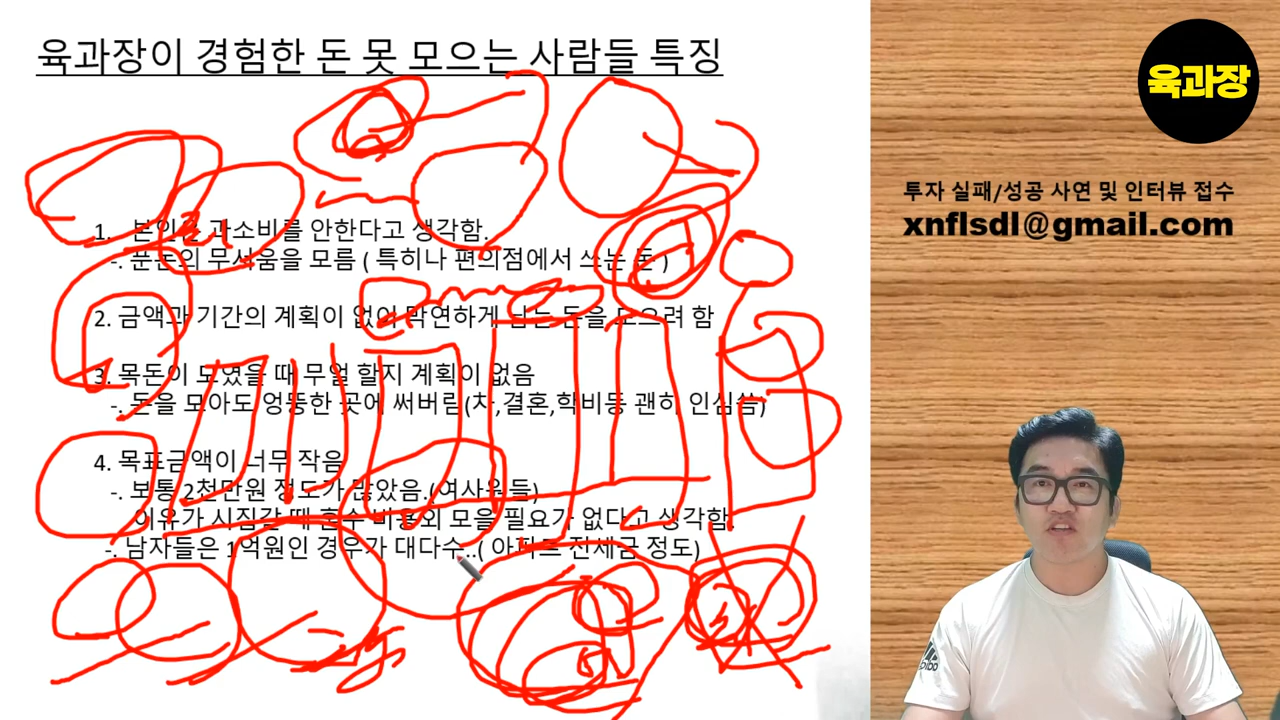 육과장이 경험한 돈 못 모으는 사람들 특징
1. 본인은 과소비를 안한다고 생각함.
-. 푼돈의 무서움을 모름 ( 특히나 편의점에서 쓰는 돈 )
2. 금액과 기간의 계획이 없이 막연하게 남는 돈을 모으려 함
3. 목돈이 모였을 때 무얼 할지 계획이 없음
-. 돈을 모아도 엉뚱한 곳에 써버림(차,결혼,학비등 괜히 인심씀)
4. 목표금액이 너무 작음
-. 보통 2천만원 정도가 많았음.(여사원들)
이유가 시집갈 때 혼수 비용외 모을 필요가 없다고 생각함.
-. 남자들은 1억원인 경우가 대다수..( 아파트 전세금 정도)
육과장
투자 실패/성공 사연 및 인터뷰 접수
xnflsdl@gmail.com